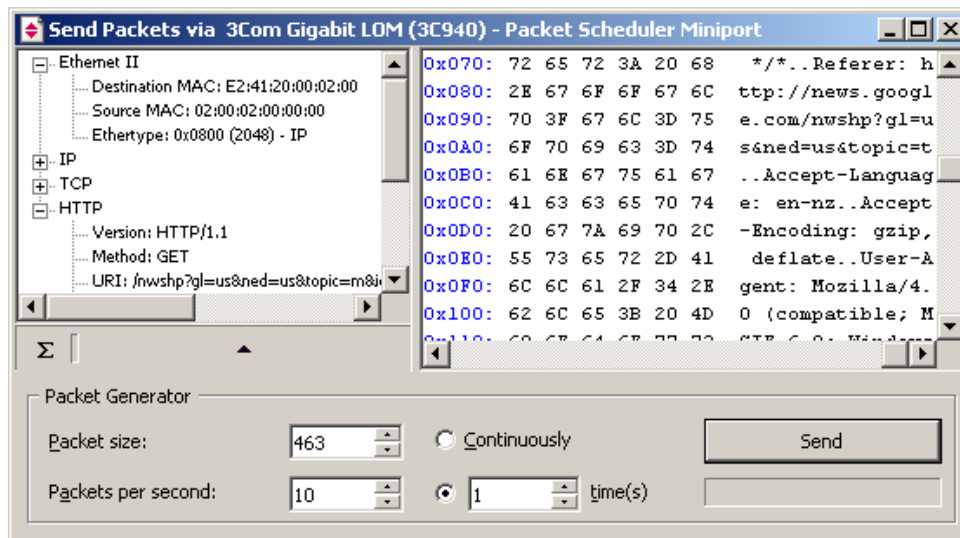 Send Packets via 3Com Gigabit LOM (3C940) - Packet Scheduler Miniport
Ethernet II
Destination MAC: E2:41:20:00:02:00
Source MAC: 02:00:02:00:00:00
Ethertype: 0x0800 (2048) - IP
IP
TCP
HTTP
Version: HTTP/1.1
Method: GET
URI: /nwshp?gl=us&ned=us&topic=m&i
Σ
0x070: 72 65 72 3A 20 68 */*..Referer: h
0x080: 2E 67 6F 6F 67 6C ttp://news.googl
0x090: 70 3F 67 6C 3D 75 e.com/nwshp?gl=u
0x0A0: 6F 70 69 63 3D 74 s&ned=us&topic=t
0x0B0: 61 6E 67 75 61 67 ..Accept-Languag
0x0C0: 41 63 63 65 70 74 e: en-nz..Accept
0x0D0: 20 67 7A 69 70 2C -Encoding: gzip,
0x0E0: 55 73 65 72 2D 41 deflate..User-A
0x0F0: 6C 6C 61 2F 34 2E gent: Mozilla/4.
0x100: 62 6C 65 3B 20 4D 0 (compatible; M
Packet Generator
Packet size: 463 Continuously Send
Packets per second: 10 1 time(s)